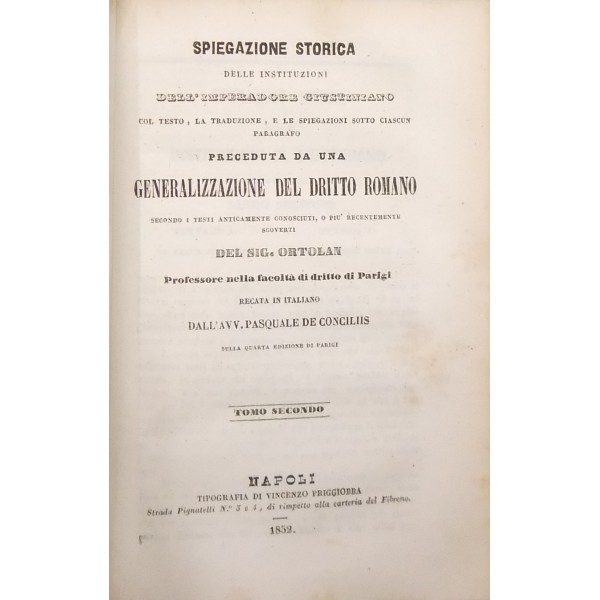 SPIEGAZIONE STORICA
DELLE INSTITUZIONI
DELL'IMPERADORE GIUSTINIANO
COL TESTO, LA TRADUZIONE, E LE SPIEGAZIONI SOTTO CIASCUN
PARAGRAFO
PRECEDUTA DA UNA
GENERALIZZAZIONE DEL DRITTO ROMANO
SECONDO I TESTI ANTICAMENTE CONOSCIUTI, O PIU' RECENTEMENTE
SCOVERTI
DEL SIG. ORTOLAN
Professore nella facoltà di dritto di Parigi
RECATA IN ITALIANO
DALL'AVV. PASQUALE DE CONCILIIS
SULLA QUARTA EDIZIONE DI PARIGI
TOMO SECONDO
NAPOLI
TIPOGRAFIA DI VINCENZO PRIGGIOBBA
Strada Pignatelli N.° 3 e 4, di rimpetto alla carteria del Fibreno.
1852.